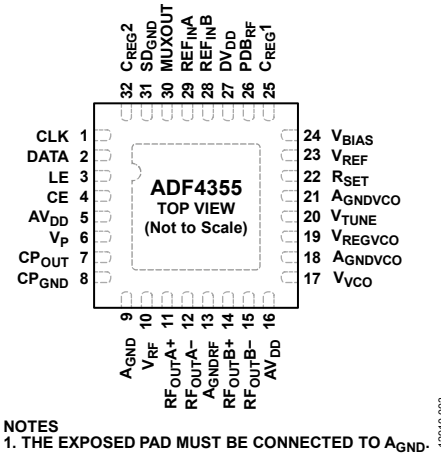 CREG2
SDGND
MUXOUT
REFINA
REFINB
DVDD
PDBRF
CREG1
32 31 30 29 28 27 26 25
CLK 1
DATA 2
LE 3
CE 4
AVDD 5
VP 6
CPOUT 7
CPGND 8
ADF4355
TOP VIEW
(Not to Scale)
24 VBIAS
23 VREF
22 RSET
21 AGNDVCO
20 VTUNE
19 VREGVCO
18 AGNDVCO
17 VVCO
9 10 11 12 13 14 15 16
AGND
VRF
RFOUTA+
RFOUTA−
AGNDRF
RFOUTB+
RFOUTB−
AVDD
NOTES
1. THE EXPOSED PAD MUST BE CONNECTED TO AGND.